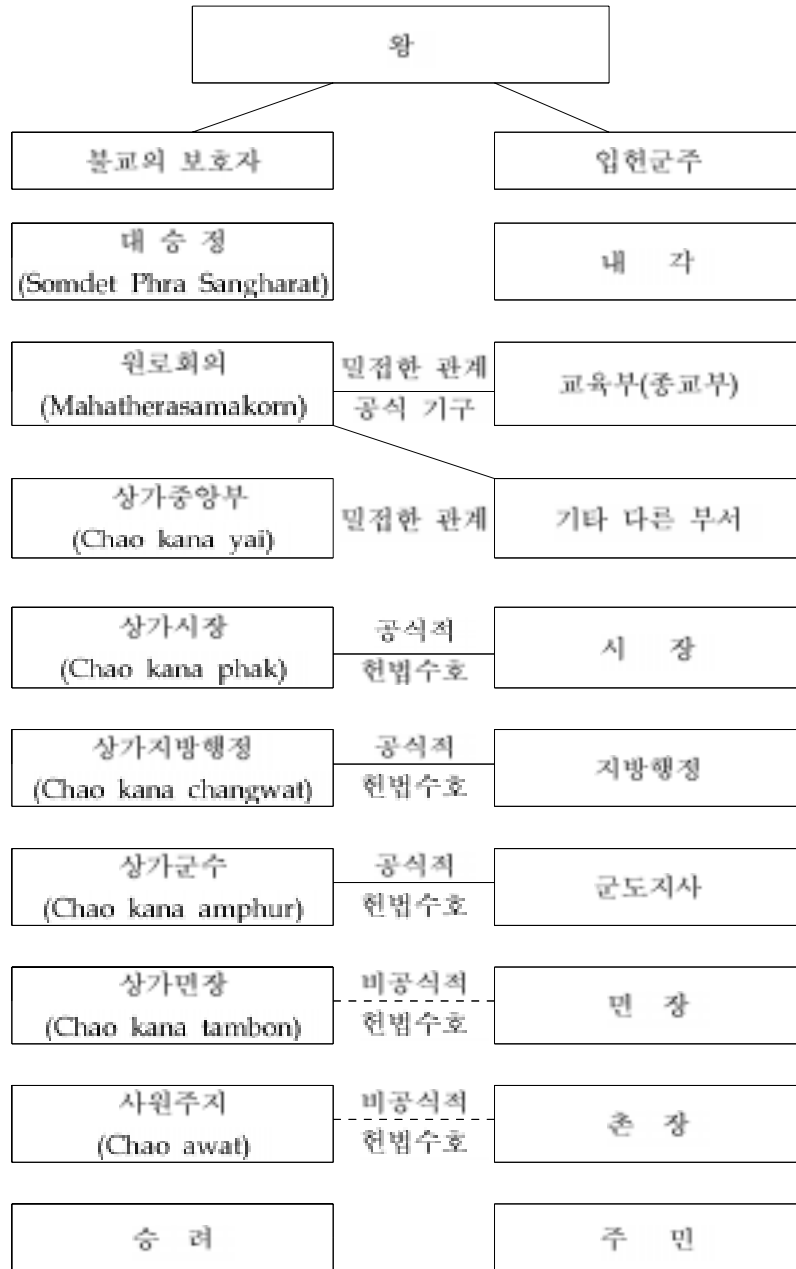 왕
불교의 보호자
입헌군주
대 승 정
(Somdet Phra Sangharat)
내 각
원로회의
(Mahatherasamakorn)
밀접한 관계
공식 기구
교육부(종교부)
상가중앙부
(Chao kana yai)
밀접한 관계
기타 다른 부서
상가시장
(Chao kana phak)
공식적
헌법수호
시 장
상가지방행정
(Chao kana changwat)
공식적
헌법수호
지방행정
상가군수
(Chao kana amphur)
공식적
헌법수호
군도지사
상가면장
(Chao kana tambon)
비공식적
헌법수호
면 장
사원주지
(Chao awat)
비공식적
헌법수호
촌 장
승 려
주 민